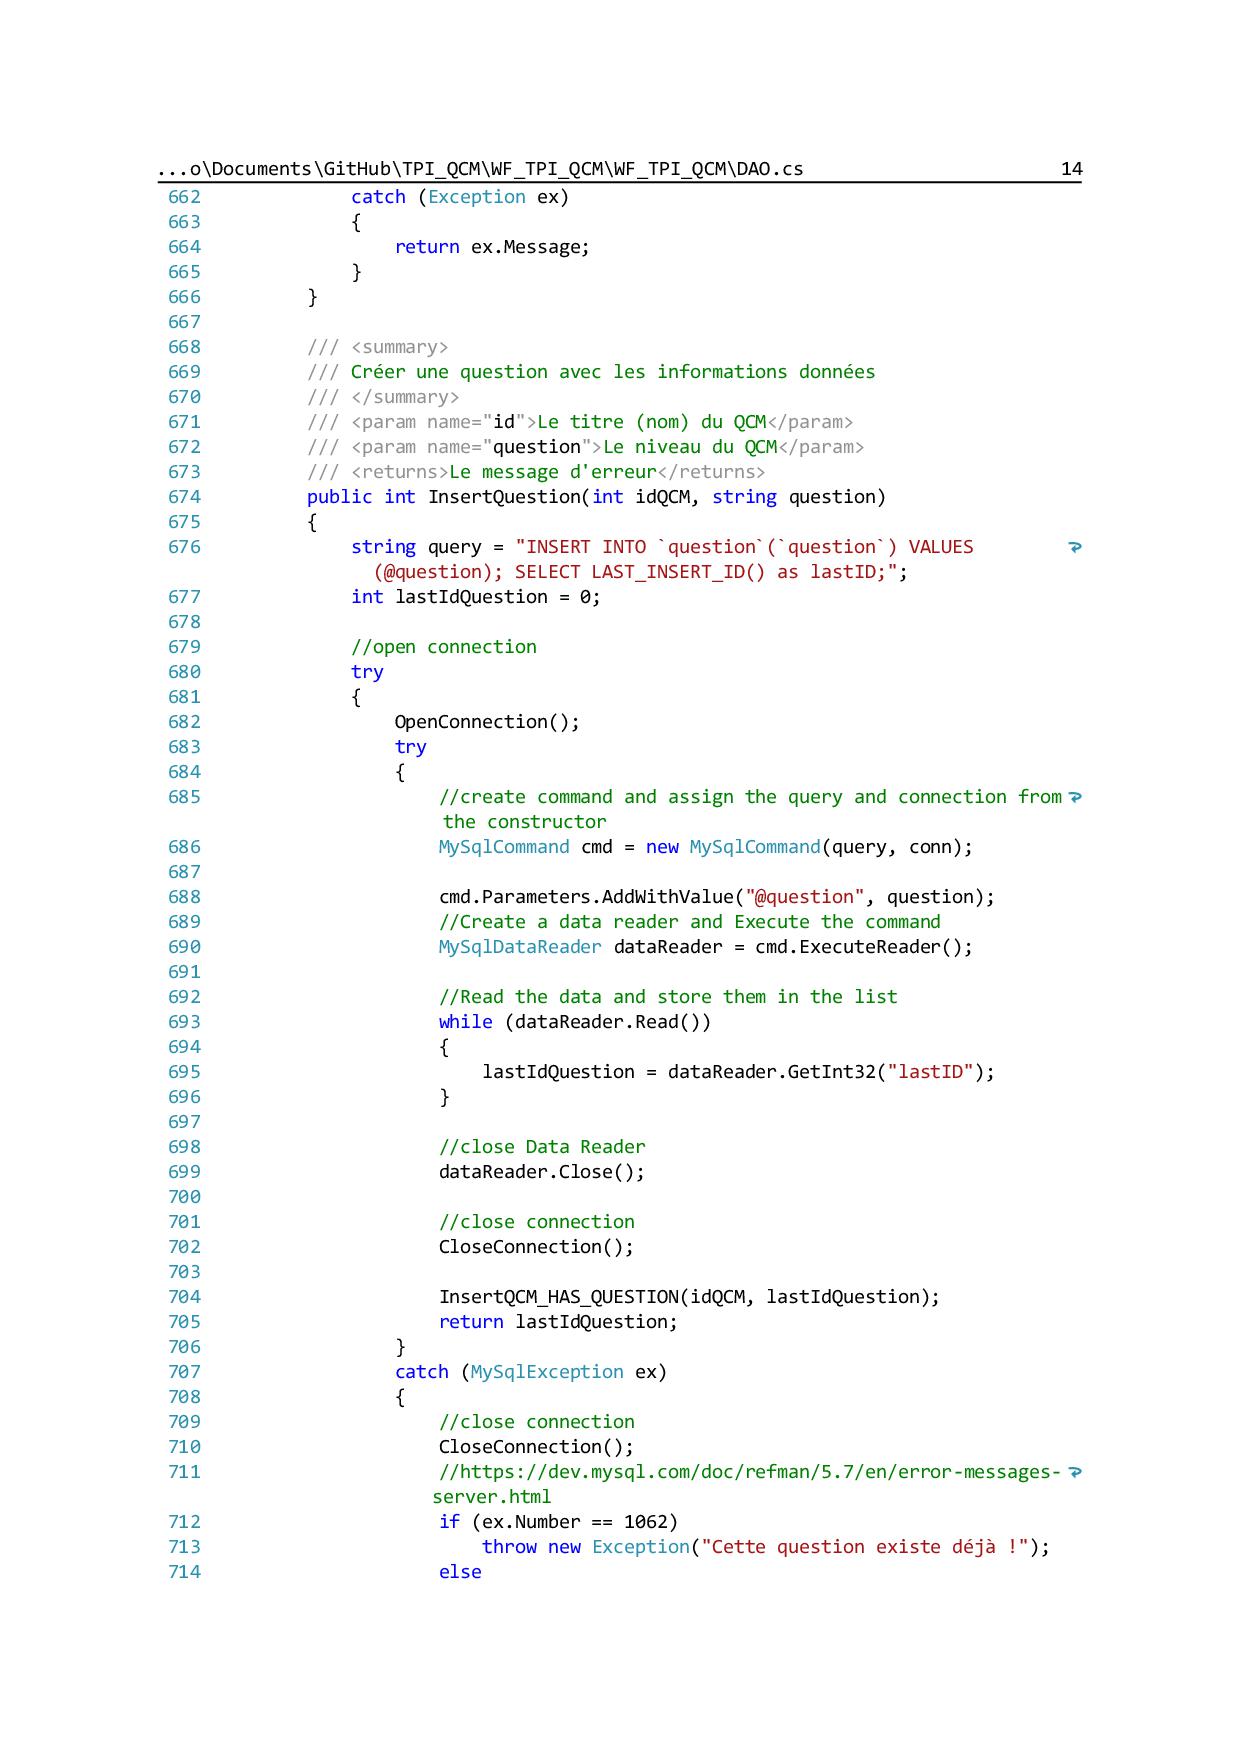 ...o\Documents\GitHub\TPI_QCM\WF_TPI_QCM\WF_TPI_QCM\DAO.cs 14
662 catch (Exception ex)
663 {
664 return ex.Message;
665 }
666 }
667
668 /// <summary>
669 /// Créer une question avec les informations données
670 /// </summary>
671 /// <param name="id">Le titre (nom) du QCM</param>
672 /// <param name="question">Le niveau du QCM</param>
673 /// <returns>Le message d'erreur</returns>
674 public int InsertQuestion(int idQCM, string question)
675 {
676 string query = "INSERT INTO `question`(`question`) VALUES
(@question); SELECT LAST_INSERT_ID() as lastID;";
677 int lastIdQuestion = 0;
678
679 //open connection
680 try
681 {
682 OpenConnection();
683 try
684 {
685 //create command and assign the query and connection from
the constructor
686 MySqlCommand cmd = new MySqlCommand(query, conn);
687
688 cmd.Parameters.AddWithValue("@question", question);
689 //Create a data reader and Execute the command
690 MySqlDataReader dataReader = cmd.ExecuteReader();
691
692 //Read the data and store them in the list
693 while (dataReader.Read())
694 {
695 lastIdQuestion = dataReader.GetInt32("lastID");
696 }
697
698 //close Data Reader
699 dataReader.Close();
700
701 //close connection
702 CloseConnection();
703
704 InsertQCM_HAS_QUESTION(idQCM, lastIdQuestion);
705 return lastIdQuestion;
706 }
707 catch (MySqlException ex)
708 {
709 //close connection
710 CloseConnection();
711 //https://dev.mysql.com/doc/refman/5.7/en/error-messages-
server.html
712 if (ex.Number == 1062)
713 throw new Exception("Cette question existe déjà !");
714 else